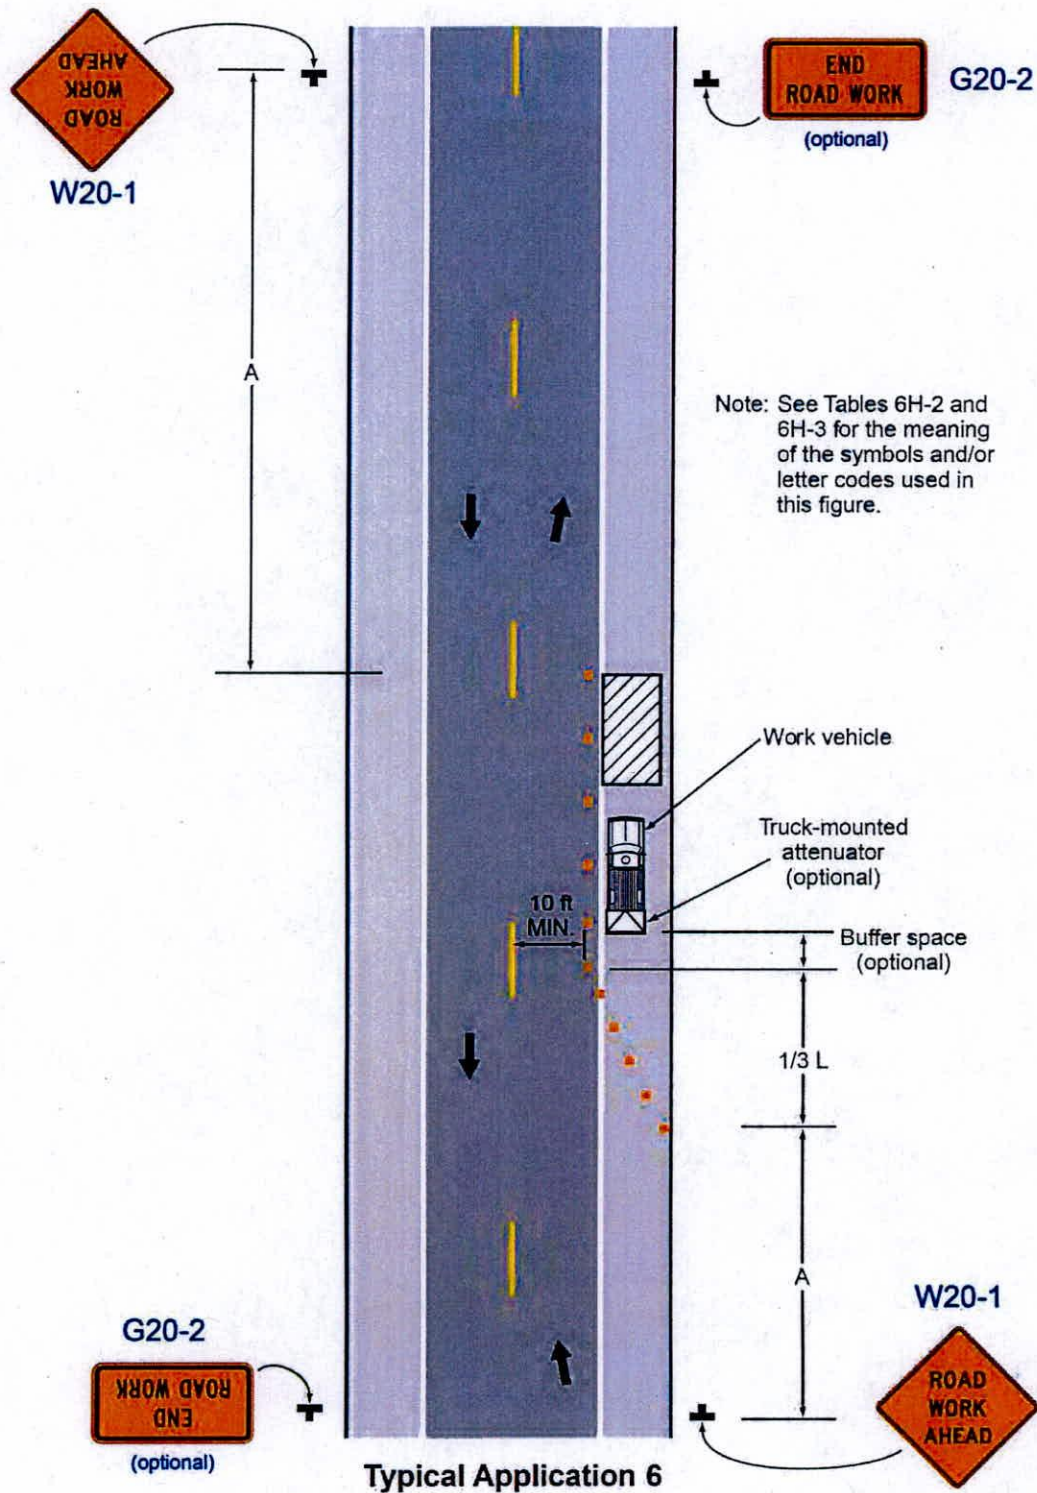 ROAD
WORK
AHEAD
W20-1
END
ROAD WORK
G20-2
(optional)
A
Note: See Tables 6H-2 and
6H-3 for the meaning
of the symbols and/or
letter codes used in
this figure.
Work vehicle
Truck-mounted
attenuator
(optional)
10 ft
MIN.
Buffer space
(optional)
1/3 L
A
W20-1
ROAD
WORK
AHEAD
G20-2
END
ROAD WORK
(optional)
Typical Application 6